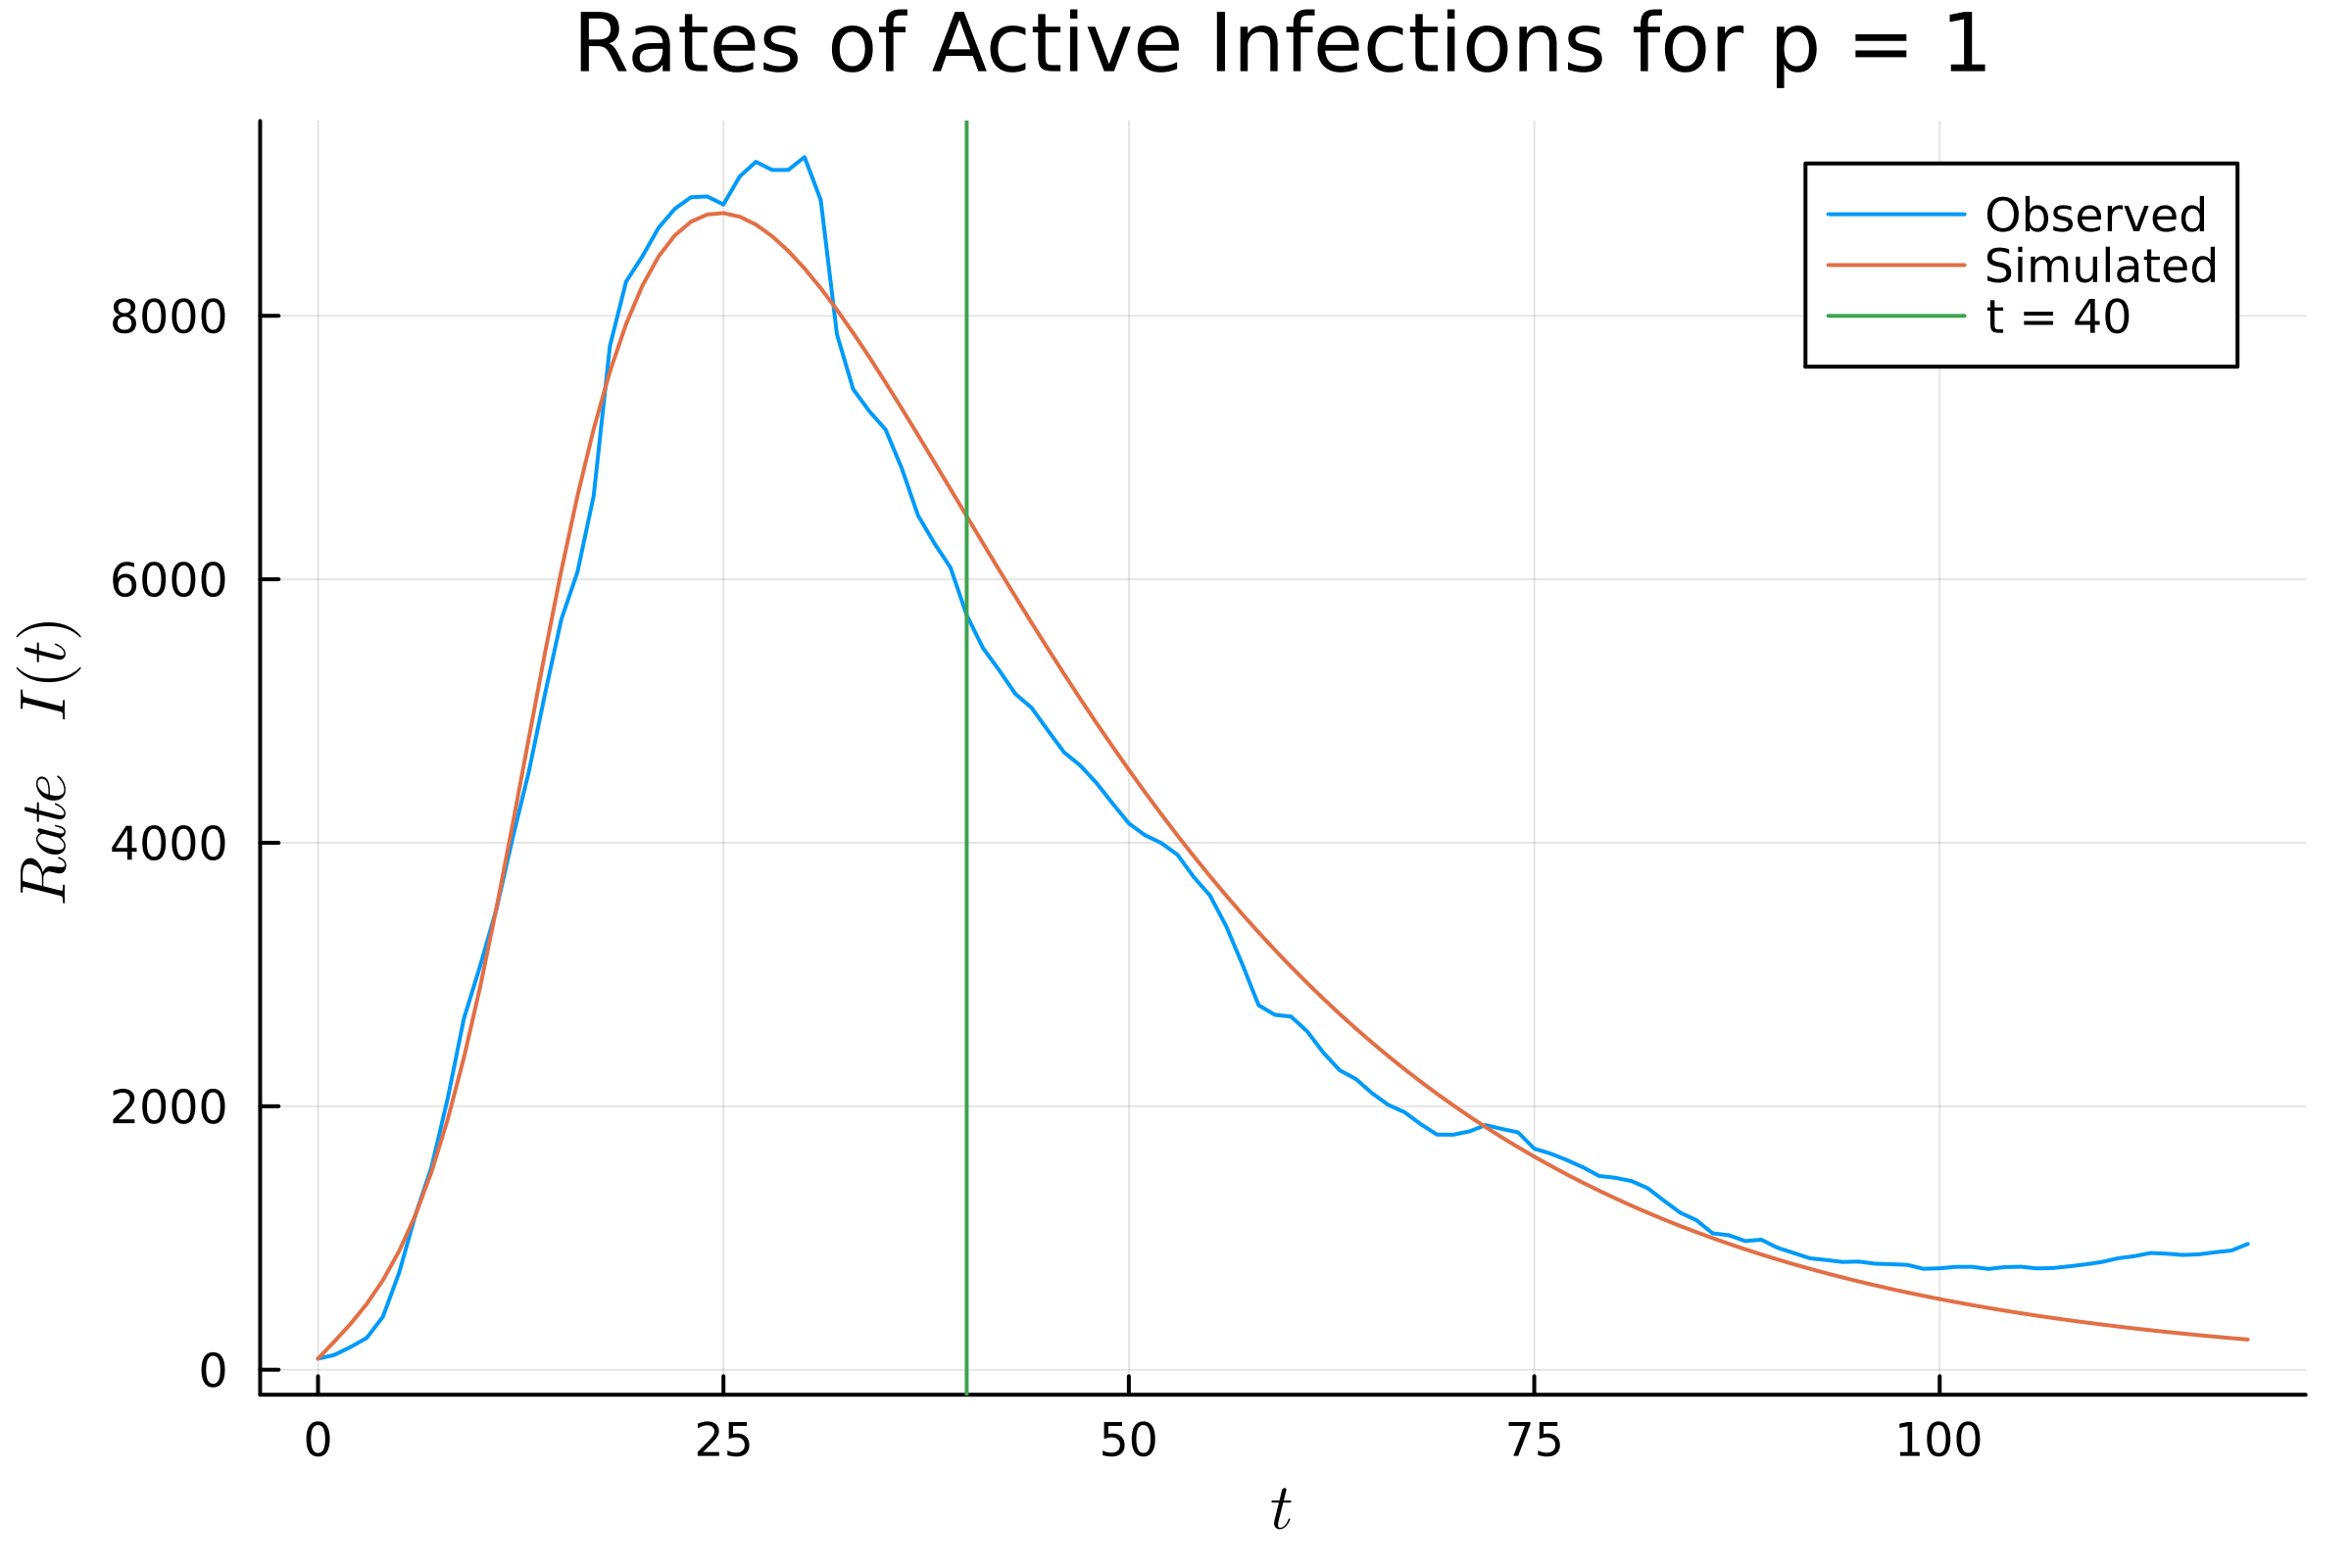 Rates of Active Infections for p = 1
Observed
Simulated
t = 40
8000
6000
4000
2000
0
Rate I(t)
0 25 50 75 100
t